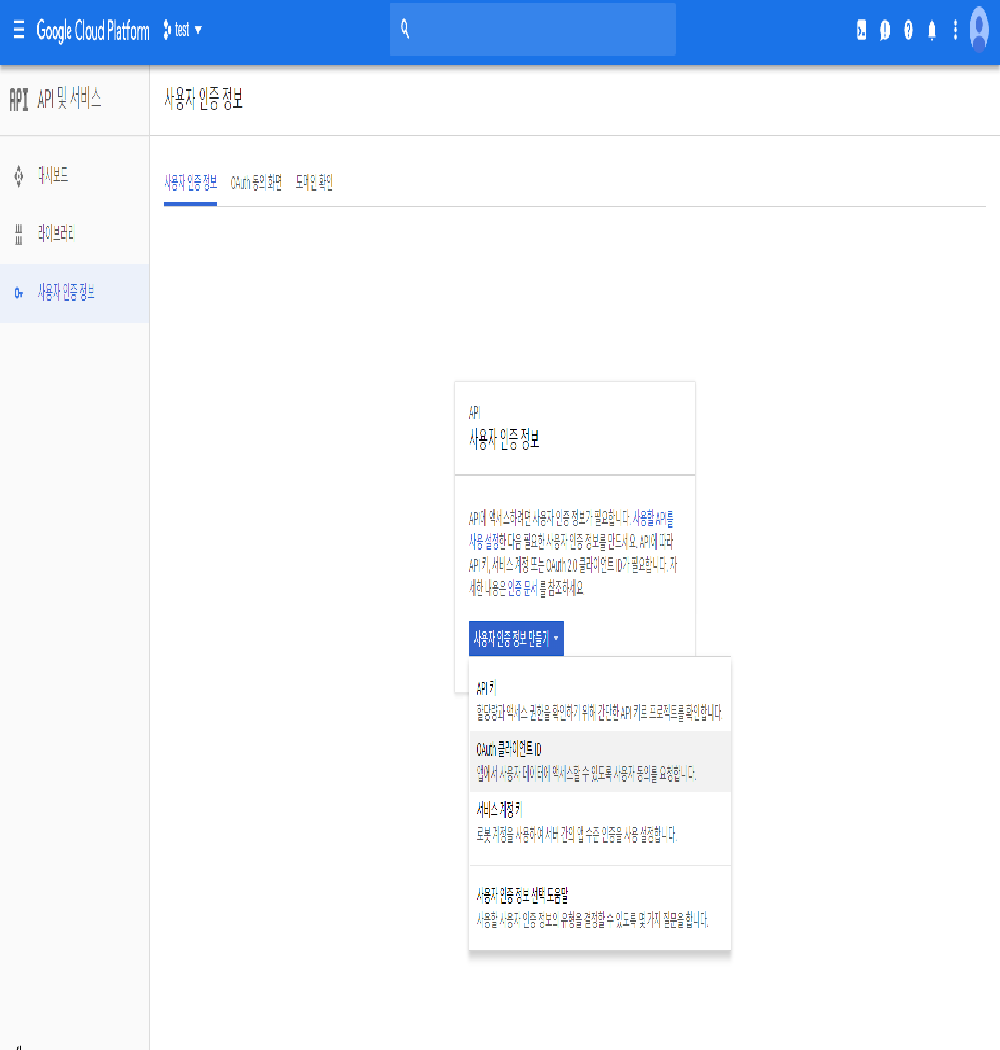 Google Cloud Platform
test
API API 및 서비스
사용자 인증 정보
대시보드
라이브러리
사용자 인증 정보
사용자 인증 정보 OAuth 동의 화면 도메인 확인
API
사용자 인증 정보
API에 액세스하려면 사용자 인증 정보가 필요합니다. 사용할 API를
사용 설정한 다음 필요한 사용자 인증 정보를 만드세요. API에 따라
API 키, 서비스 계정 또는 OAuth 2.0 클라이언트 ID가 필요합니다. 자
세한 내용은 인증 문서 를 참조하세요.
사용자 인증 정보 만들기
API 키
할당량과 액세스 권한을 확인하기 위해 간단한 API 키로 프로젝트를 확인합니다.
OAuth 클라이언트 ID
앱에서 사용자 데이터에 액세스할 수 있도록 사용자 동의를 요청합니다.
서비스 계정 키
로봇 계정을 사용하여 서버 간의 앱 수준 인증을 사용 설정합니다.
사용자 인증 정보 선택 도움말
사용할 사용자 인증 정보의 유형을 결정할 수 있도록 몇 가지 질문을 합니다.